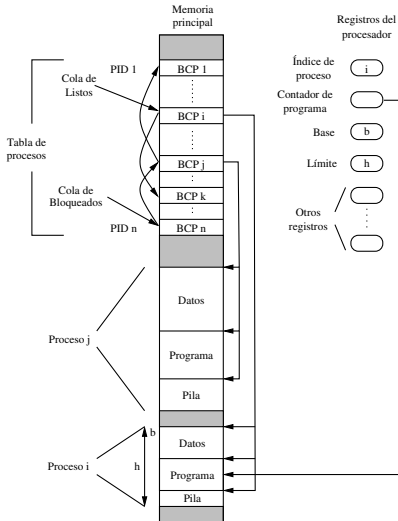 Memoria
principal
Registros del
procesador
PID 1
BCP 1
Cola de
Listos
BCP i
Tabla de
procesos
BCP j
Cola de
Bloqueados
BCP k
PID n
BCP n
Índice de
proceso
i
Contador de
programa
Base
b
Límite
h
Otros
registros
Datos
Proceso j
Programa
Pila
b
Datos
Proceso i
h
Programa
Pila